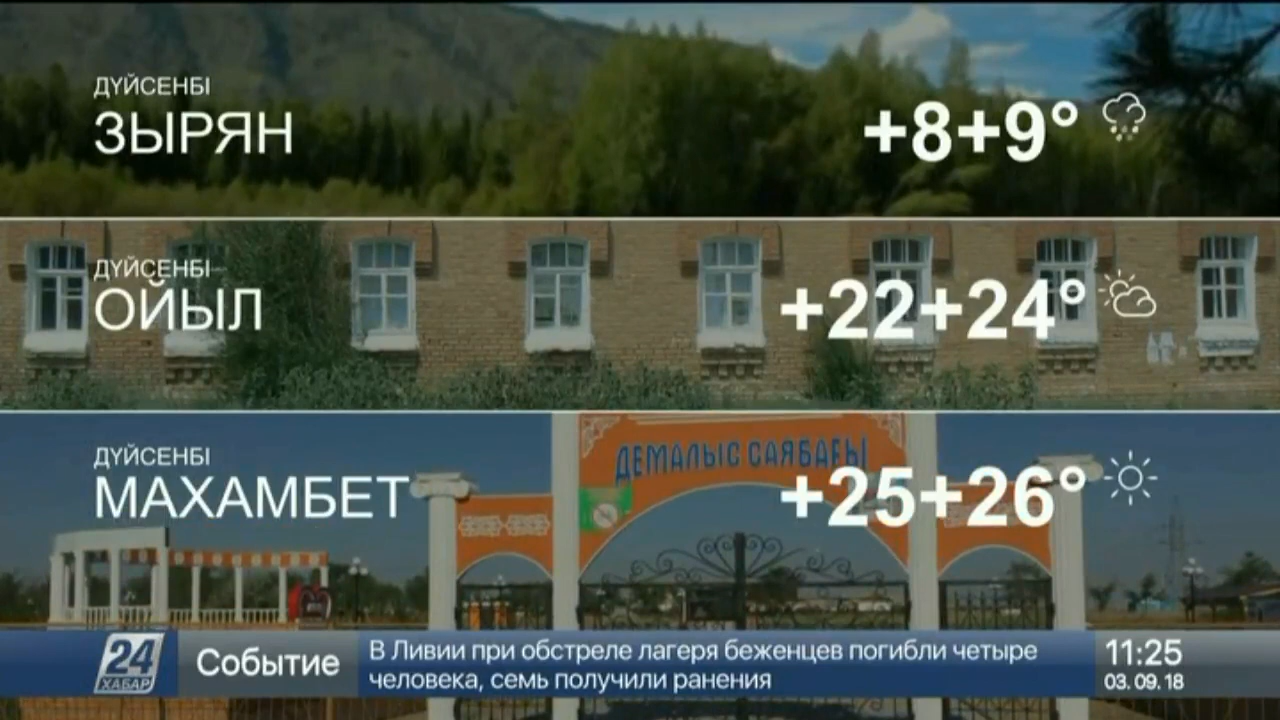 ДҮЙСЕНБІ
ЗЫРЯН
+8+9°
ДҮЙСЕНБІ
ОЙЫЛ
+22+24°
ДЕМАЛЫС САЯБАҒЫ
ДҮЙСЕНБІ
МАХАМБЕТ
+25+26°
24
ХАБАР
Событие
В Ливии при обстреле лагеря беженцев погибли четыре
человека, семь получили ранения
11:25
03.09.18